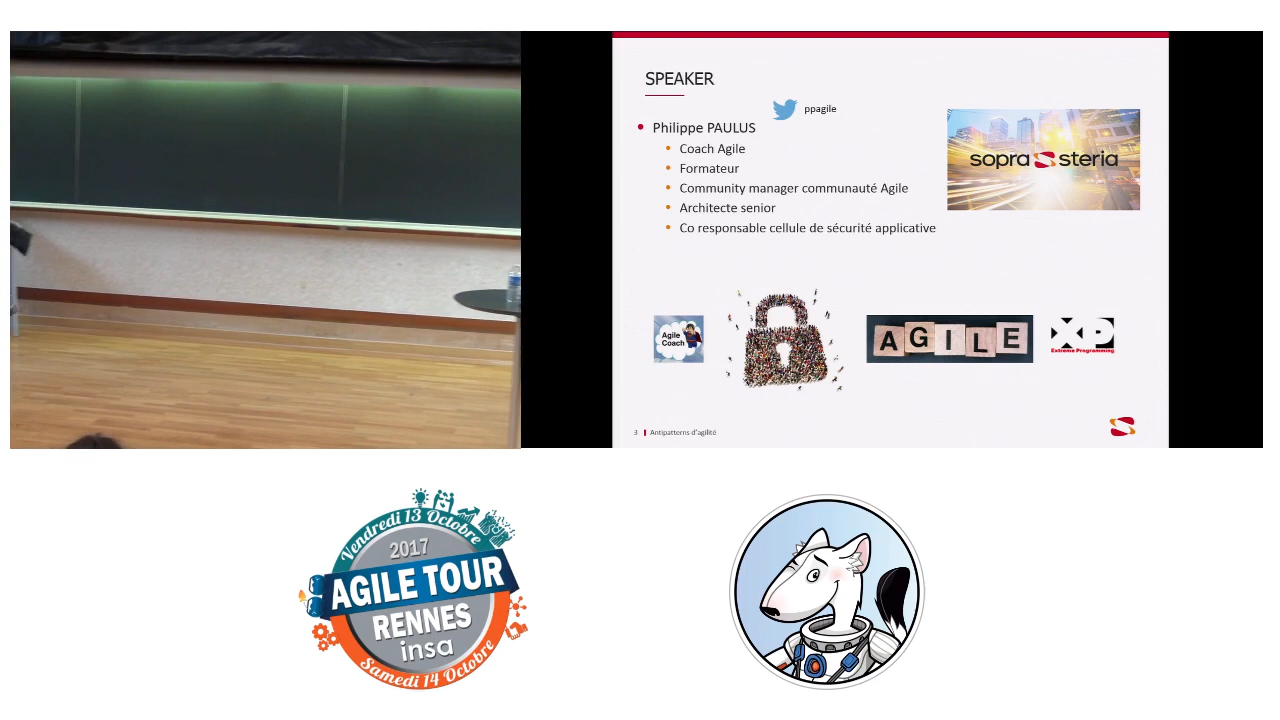 SPEAKER
ppagile
Philippe PAULUS
Coach Agile
Formateur
Community manager communauté Agile
Architecte senior
Co responsable cellule de sécurité applicative
sopra steria
Agile
Coach
AGILE
XP
Extreme Programming
3 Antipatterns d'agilité
Vendredi 13 Octobre
2017
AGILE TOUR
RENNES
insa
Samedi 14 Octobre